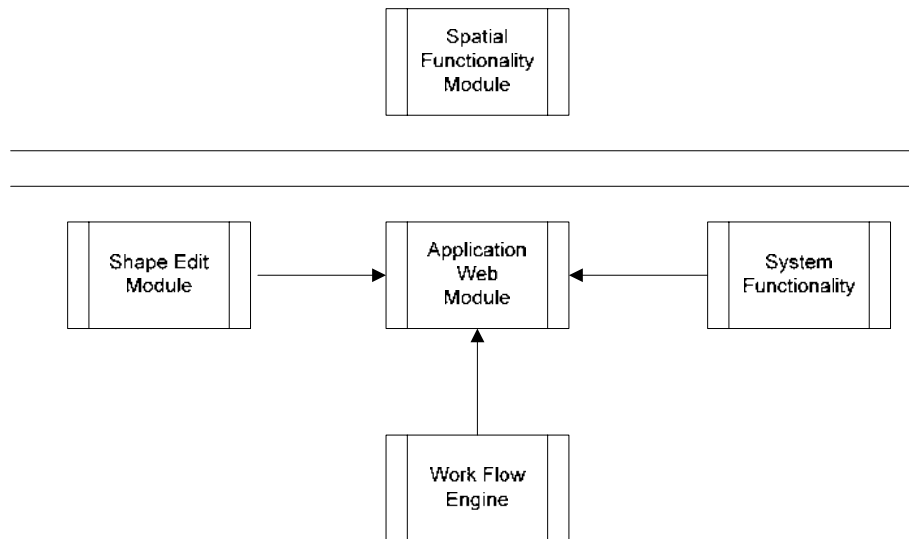 Spatial
Functionality
Module
Shape Edit
Module
Application
Web
Module
System
Functionality
Work Flow
Engine